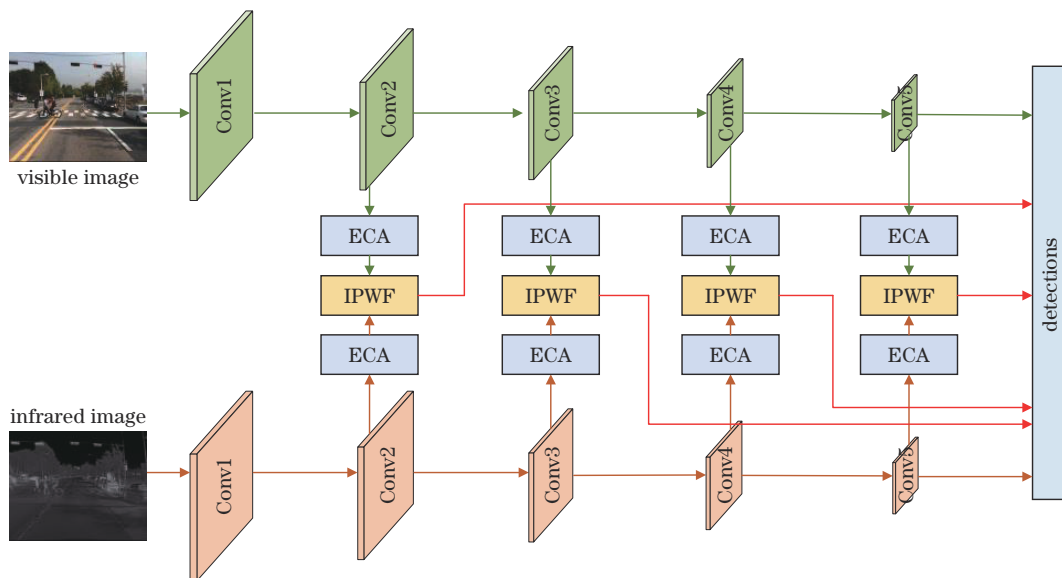 Conv1
Conv2
Conv3
Conv4
Conv5
visible image
ECA
ECA
ECA
ECA
IPWF
IPWF
IPWF
IPWF
detections
ECA
ECA
ECA
ECA
infrared image
Conv1
Conv2
Conv3
Conv4
Conv5